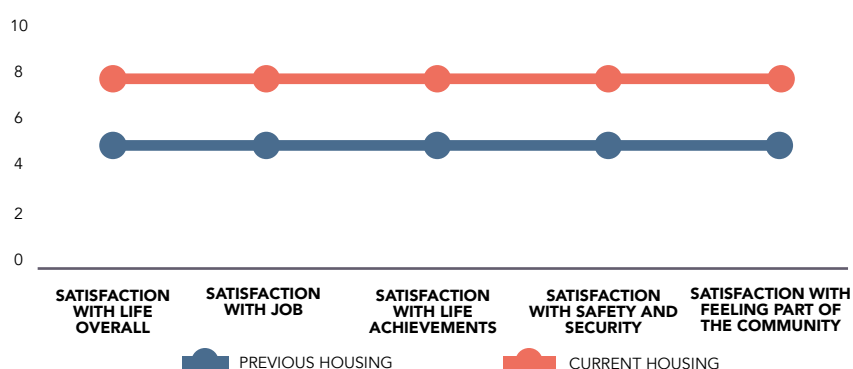 10
8
6
4
2
0
SATISFACTION
WITH LIFE
OVERALL
SATISFACTION
WITH JOB
SATISFACTION
WITH LIFE
ACHIEVEMENTS
SATISFACTION
WITH SAFETY AND
SECURITY
SATISFACTION WITH
FEELING PART OF
THE COMMUNITY
PREVIOUS HOUSING
CURRENT HOUSING